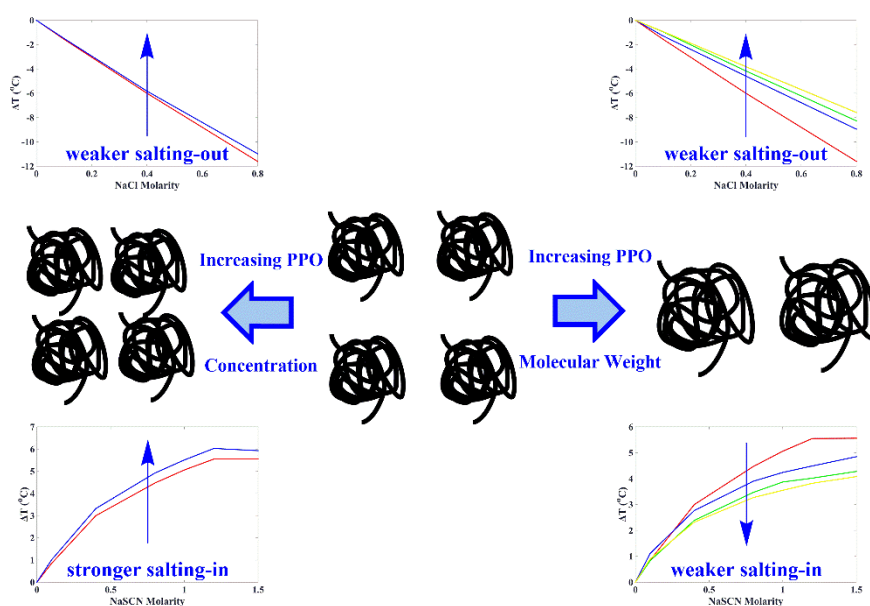 0
-2
-4
-6
-8
-10
-12
ΔT (°C)
weaker salting-out
0
0.2
0.4
0.6
0.8
NaCl Molarity
0
-2
-4
-6
-8
-10
-12
ΔT (°C)
weaker salting-out
0
0.2
0.4
0.6
0.8
NaCl Molarity
Increasing PPO
Concentration
Increasing PPO
Molecular Weight
7
6
5
4
3
2
1
0
ΔT (°C)
stronger salting-in
0
0.5
1
1.5
NaSCN Molarity
6
5
4
3
2
1
0
ΔT (°C)
weaker salting-in
0
0.5
1
1.5
NaSCN Molarity